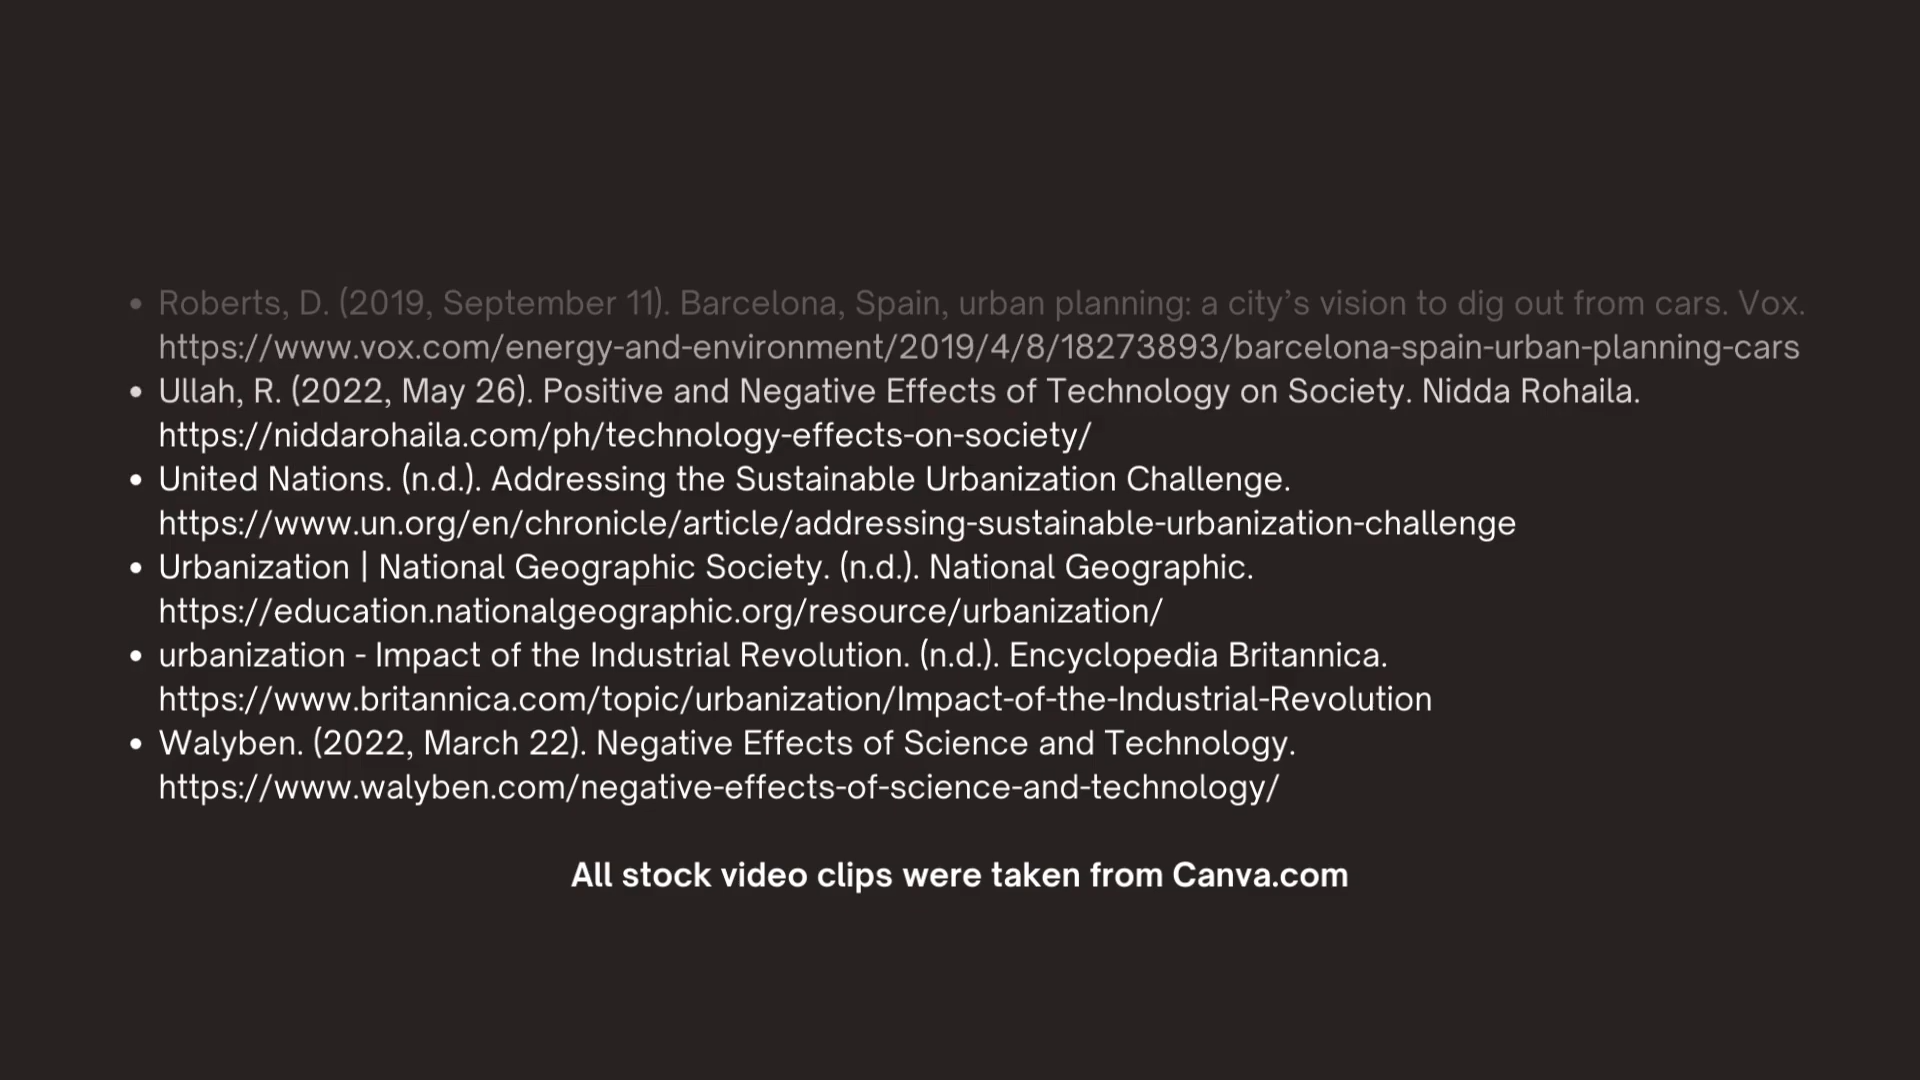 • Roberts, D. (2019, September 11). Barcelona, Spain, urban planning: a city’s vision to dig out from cars. Vox.
https://www.vox.com/energy-and-environment/2019/4/8/18273893/barcelona-spain-urban-planning-cars
• Ullah, R. (2022, May 26). Positive and Negative Effects of Technology on Society. Nidda Rohaila.
https://niddarohaila.com/ph/technology-effects-on-society/
• United Nations. (n.d.). Addressing the Sustainable Urbanization Challenge.
https://www.un.org/en/chronicle/article/addressing-sustainable-urbanization-challenge
• Urbanization | National Geographic Society. (n.d.). National Geographic.
https://education.nationalgeographic.org/resource/urbanization/
• urbanization - Impact of the Industrial Revolution. (n.d.). Encyclopedia Britannica.
https://www.britannica.com/topic/urbanization/Impact-of-the-Industrial-Revolution
• Walyben. (2022, March 22). Negative Effects of Science and Technology.
https://www.walyben.com/negative-effects-of-science-and-technology/
All stock video clips were taken from Canva.com